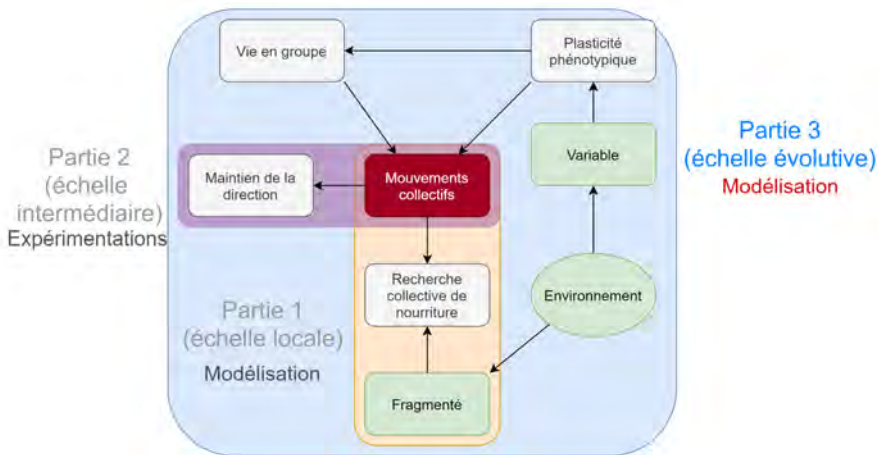 Vie en groupe
Plasticité
phénotypique
Partie 3
(échelle évolutive)
Modélisation
Variable
Partie 2
(échelle
intermédiaire)
Expérimentations
Maintien de la
direction
Mouvements
collectifs
Recherche
collective de
nourriture
Environnement
Partie 1
(échelle locale)
Modélisation
Fragmenté